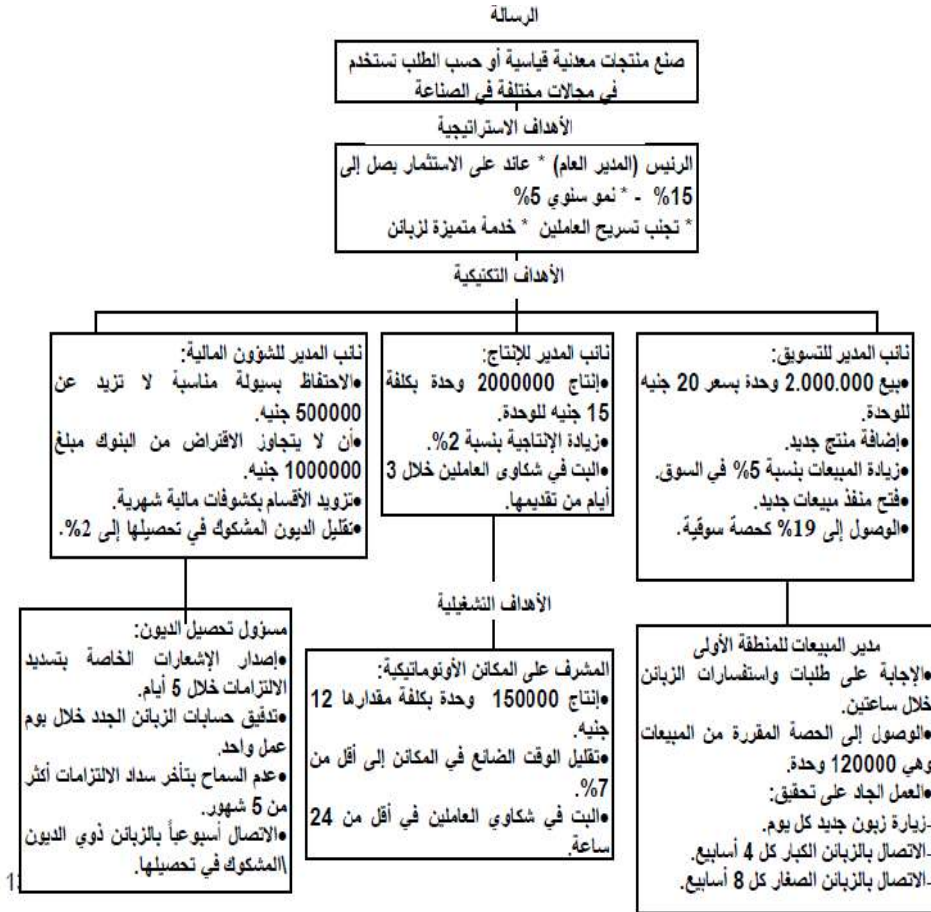 الرسالة
صنع منتجات معدنية قياسية أو حسب الطلب تستخدم
في مجالات مختلفة في الصناعة
الأهداف الاستراتيجية
الرئيس (المدير العام) * عائد على الاستثمار يصل إلى
15% - * نمو سنوي 5%
* تجنب تسريح العاملين * خدمة متميزة لزبائن
الأهداف التكتيكية
نائب المدير للتسويق:
•بيع 2.000.000 وحدة بسعر 20 جنيه
للوحدة.
•إضافة منتج جديد.
•زيادة المبيعات بنسبة 5% في السوق.
•فتح منفذ مبيعات جديد.
•الوصول إلى 19% كحصة سوقية.
نائب المدير للإنتاج:
•إنتاج 2000000 وحدة بكلفة
15 جنيه للوحدة.
•زيادة الإنتاجية بنسبة 2%.
•البت في شكاوى العاملين خلال 3
أيام من تقديمها.
نائب المدير للشؤون المالية:
•الاحتفاظ بسيولة مناسبة لا تزيد عن
500000 جنيه.
•أن لا يتجاوز الاقتراض من البنوك مبلغ
1000000 جنيه.
•تزويد الأقسام بكشوفات مالية شهرية.
•تقليل الديون المشكوك في تحصيلها إلى 2%.
الأهداف التشغيلية
مدير المبيعات للمنطقة الأولى
•الإجابة على طلبات واستفسارات الزبائن
خلال ساعتين.
•الوصول إلى الحصة المقررة من المبيعات
وهي 120000 وحدة.
•العمل الجاد على تحقيق:
-زيارة زبون جديد كل يوم.
-الاتصال بالزبائن الكبار كل 4 أسابيع.
-الاتصال بالزبائن الصغار كل 8 أسابيع.
المشرف على المكائن الأوتوماتيكية:
•إنتاج 150000 وحدة بكلفة مقدارها 12
جنيه.
•تقليل الوقت الضائع في المكائن إلى أقل من
7%.
•البت في شكاوي العاملين في أقل من 24
ساعة.
مسؤول تحصيل الديون:
•إصدار الإشعارات الخاصة بتسديد
الالتزامات خلال 5 أيام.
•تدقيق حسابات الزبائن الجدد خلال يوم
عمل واحد.
•عدم السماح بتأخر سداد الالتزامات أكثر
من 5 شهور.
•الاتصال أسبوعياً بالزبائن ذوي الديون
\المشكوك في تحصيلها.